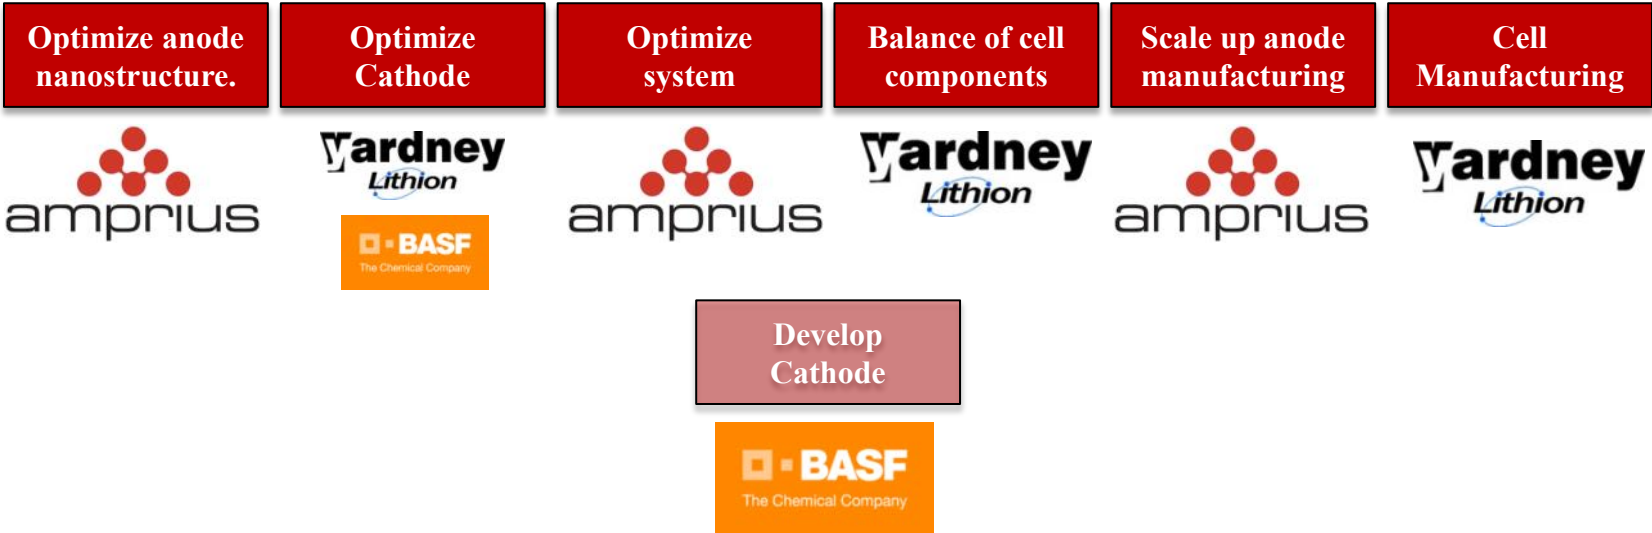 Optimize anode
nanostructure.
Optimize
Cathode
Optimize
system
Balance of cell
components
Scale up anode
manufacturing
Cell
Manufacturing
amprius
Yardney
Lithion
BASF
The Chemical Company
amprius
Yardney
Lithion
amprius
Yardney
Lithion
Develop
Cathode
BASF
The Chemical Company